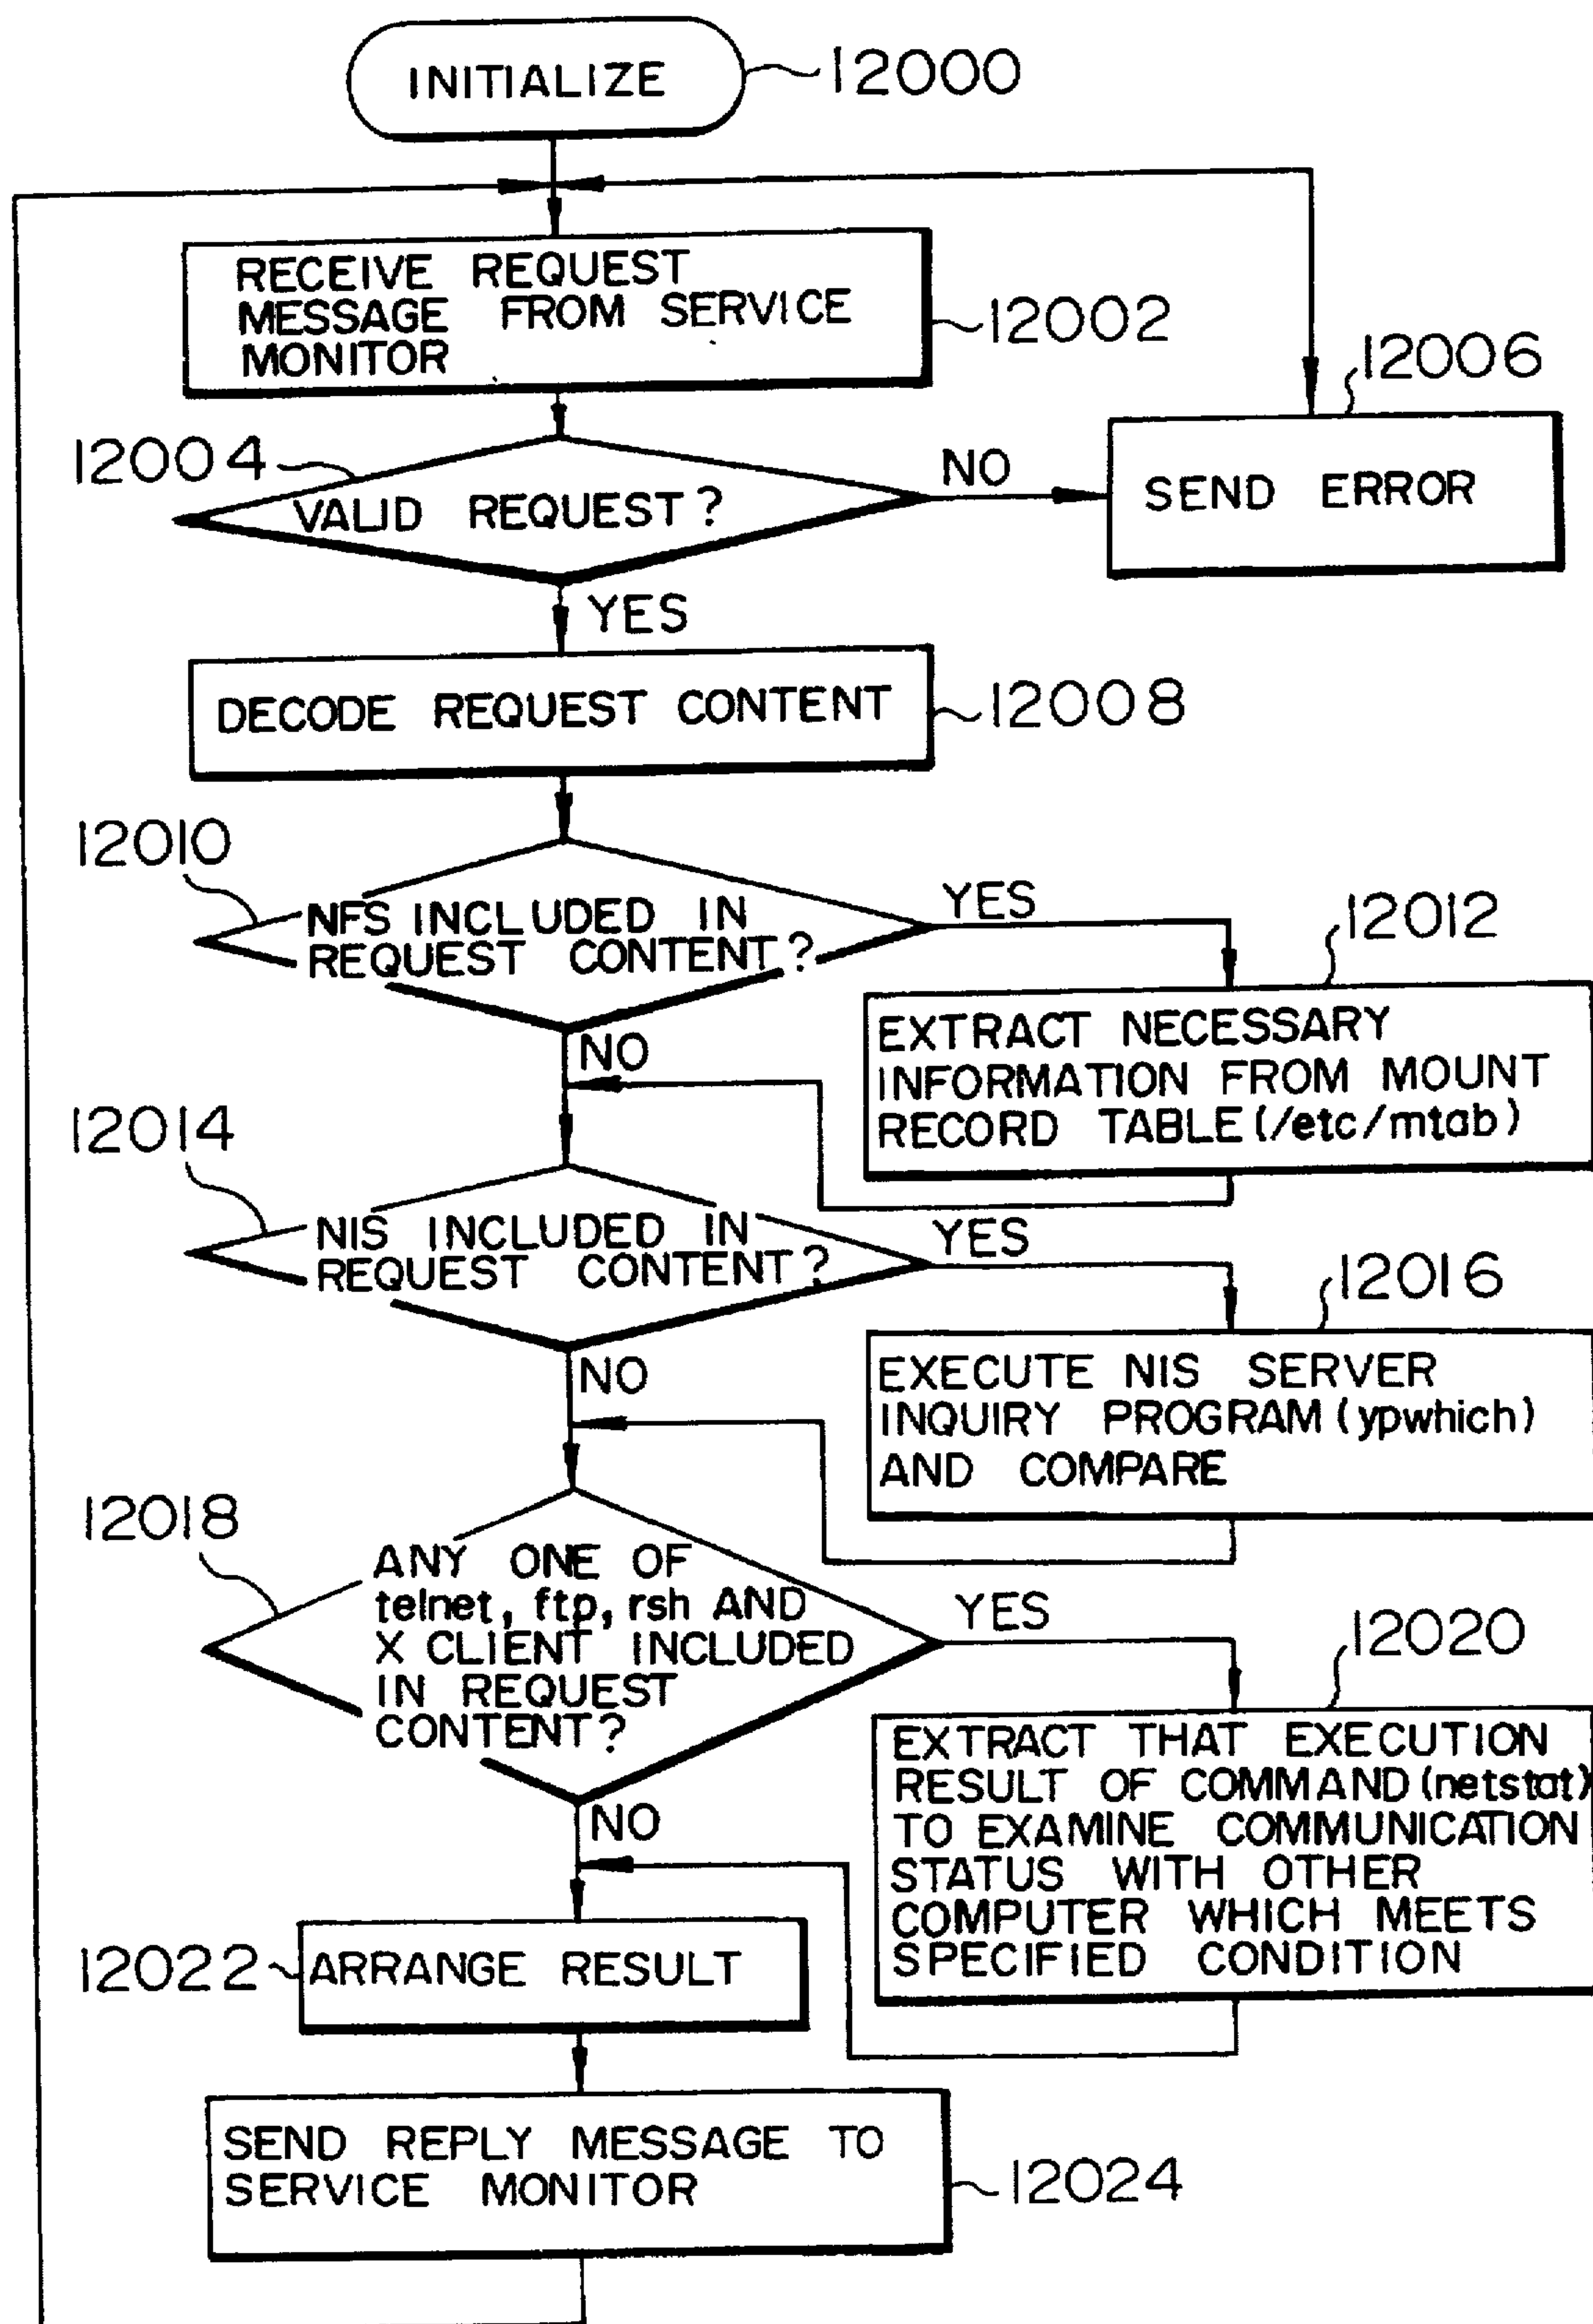 INITIALIZE
12000
RECEIVE REQUEST
MESSAGE FROM SERVICE
MONITOR
12002
12006
12004
VALID REQUEST?
NO
SEND ERROR
YES
DECODE REQUEST CONTENT
12008
12010
NFS INCLUDED IN
REQUEST CONTENT?
YES
12012
NO
EXTRACT NECESSARY
INFORMATION FROM MOUNT
RECORD TABLE (/etc/mtab)
12014
NIS INCLUDED IN
REQUEST CONTENT?
YES
12016
NO
EXECUTE NIS SERVER
INQUIRY PROGRAM (ypwhich)
AND COMPARE
12018
ANY ONE OF
telnet, ftp, rsh AND
X CLIENT INCLUDED
IN REQUEST
CONTENT?
YES
12020
NO
EXTRACT THAT EXECUTION
RESULT OF COMMAND (netstat)
TO EXAMINE COMMUNICATION
STATUS WITH OTHER
COMPUTER WHICH MEETS
SPECIFIED CONDITION
12022
ARRANGE RESULT
SEND REPLY MESSAGE TO
SERVICE MONITOR
12024